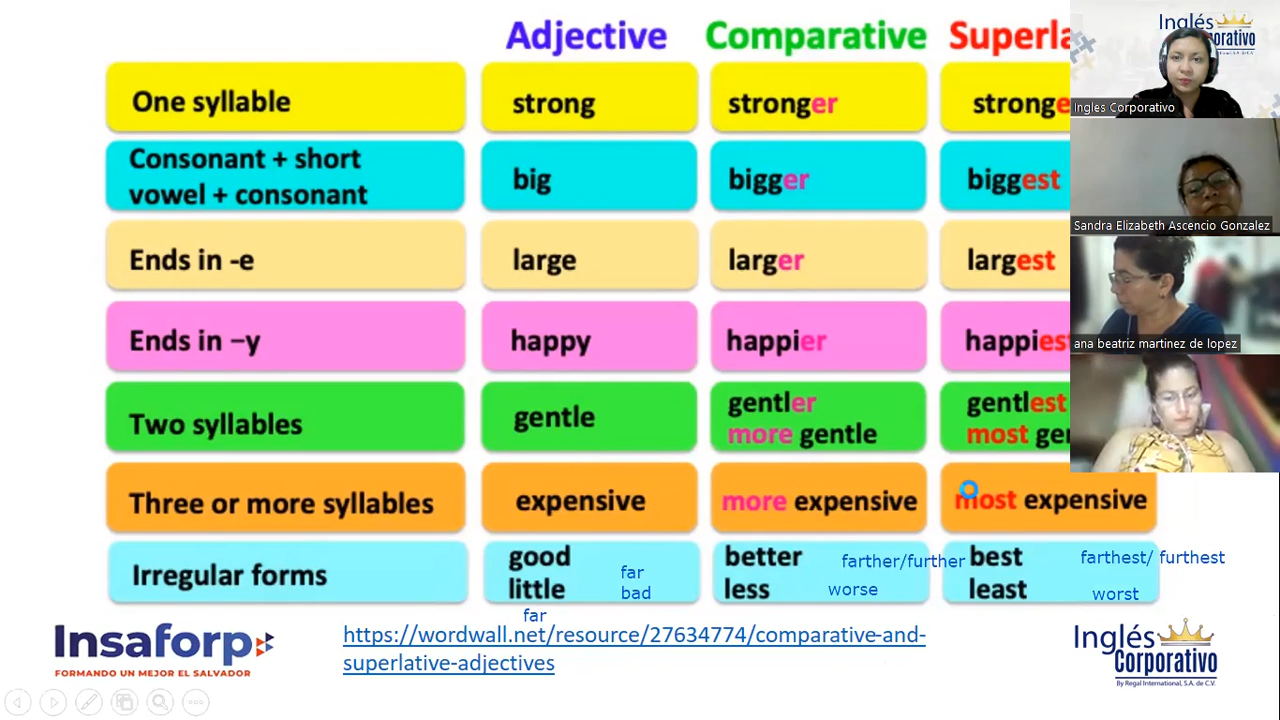 Adjective Comparative Superla
One syllable strong stronger stronge
Consonant + short
vowel + consonant big bigger biggest
Ends in -e large larger largest
Ends in –y happy happier happies
Two syllables gentle gentler gentlest
more gentle most gen
Three or more syllables expensive more expensive most expensive
Irregular forms good better farther/further best farthest/ furthest
little far less worse least worst
bad
far
https://wordwall.net/resource/27634774/comparative-and-
superlative-adjectives
Insaforp
FORMANDO UN MEJOR EL SALVADOR
Inglés
Corporativo
By Regal International, S.A. de C.V.
Inglés
orporativo
Ingles Corporativo
Sandra Elizabeth Ascencio Gonzalez
ana beatriz martinez de lopez